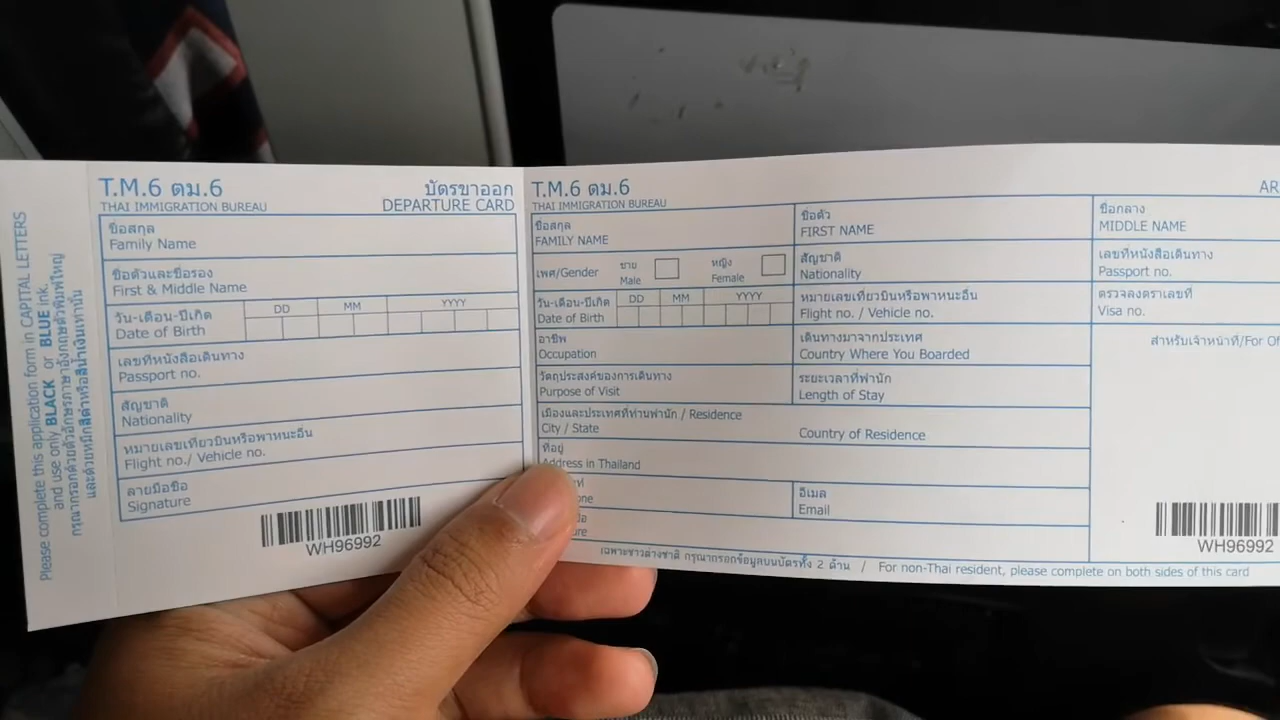 Please complete this application form in CAPITAL LETTERS
and use only BLACK or BLUE ink.
กรุณากรอกด้วยตัวอักษรภาษาอังกฤษตัวพิมพ์ใหญ่
และด้วยหมึกสีดำหรือสีน้ำเงินเท่านั้น
T.M.6 ตม.6
บัตรขาออก
THAI IMMIGRATION BUREAU
DEPARTURE CARD
ชื่อสกุล
Family Name
ชื่อตัวและชื่อรอง
First & Middle Name
วัน-เดือน-ปีเกิด
Date of Birth
DD MM YYYY
เลขที่หนังสือเดินทาง
Passport no.
สัญชาติ
Nationality
หมายเลขเที่ยวบินหรือพาหนะอื่น
Flight no./ Vehicle no.
ลายมือชื่อ
Signature
WH96992
T.M.6 ตม.6
AR
THAI IMMIGRATION BUREAU
ชื่อสกุล
FAMILY NAME
ชื่อตัว
FIRST NAME
ชื่อกลาง
MIDDLE NAME
เพศ/Gender
ชาย
Male
หญิง
Female
สัญชาติ
Nationality
เลขที่หนังสือเดินทาง
Passport no.
วัน-เดือน-ปีเกิด
Date of Birth
DD MM YYYY
หมายเลขเที่ยวบินหรือพาหนะอื่น
Flight no. / Vehicle no.
ตรวจลงตราเลขที่
Visa no.
อาชีพ
Occupation
เดินทางมาจากประเทศ
Country Where You Boarded
สำหรับเจ้าหน้าที่/For Of
วัตถุประสงค์ของการเดินทาง
Purpose of Visit
ระยะเวลาที่พำนัก
Length of Stay
เมืองและประเทศที่ท่านพำนัก / Residence
City / State
Country of Residence
ที่อยู่
Address in Thailand
อีเมล
Email
WH96992
เฉพาะชาวต่างชาติ กรุณากรอกข้อมูลบนบัตรทั้ง 2 ด้าน / For non-Thai resident, please complete on both sides of this card